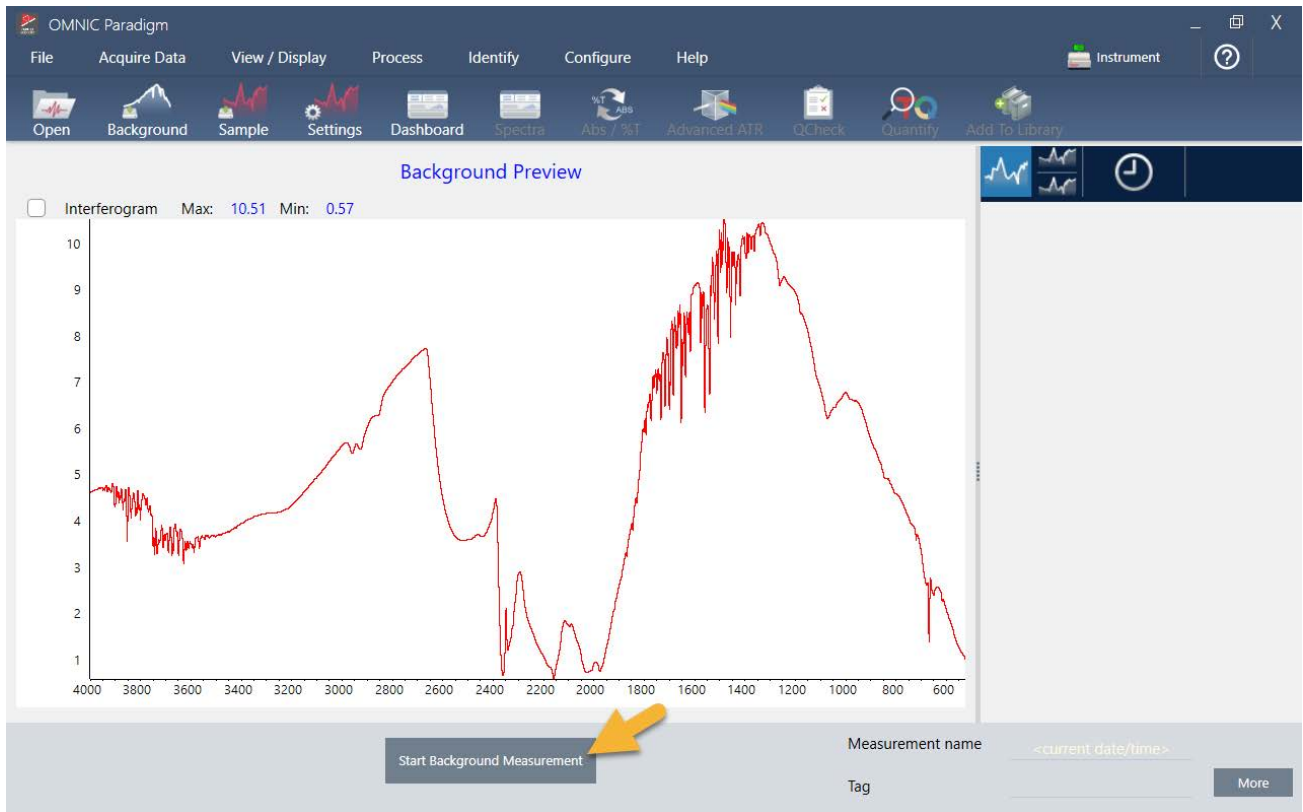 OMNIC Paradigm
File Acquire Data View / Display Process Identify Configure Help Instrument
Open Background Sample Settings Dashboard Spectra Abs / %T Advanced ATR QCheck Quantify Add To Library
Background Preview
Interferogram Max: 10.51 Min: 0.57
10
9
8
7
6
5
4
3
2
1
4000 3800 3600 3400 3200 3000 2800 2600 2400 2200 2000 1800 1600 1400 1200 1000 800 600
Start Background Measurement
Measurement name <current date/time>
Tag
More